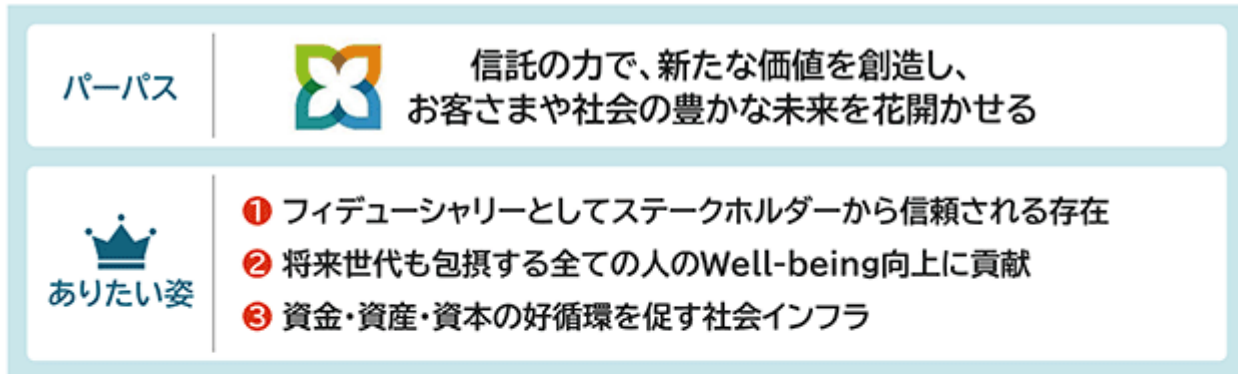 パーパス
信託の力で、新たな価値を創造し、
お客さまや社会の豊かな未来を花開かせる
ありたい姿
❶ フィデューシャリーとしてステークホルダーから信頼される存在
❷ 将来世代も包摂する全ての人のWell-being向上に貢献
❸ 資金・資産・資本の好循環を促す社会インフラ